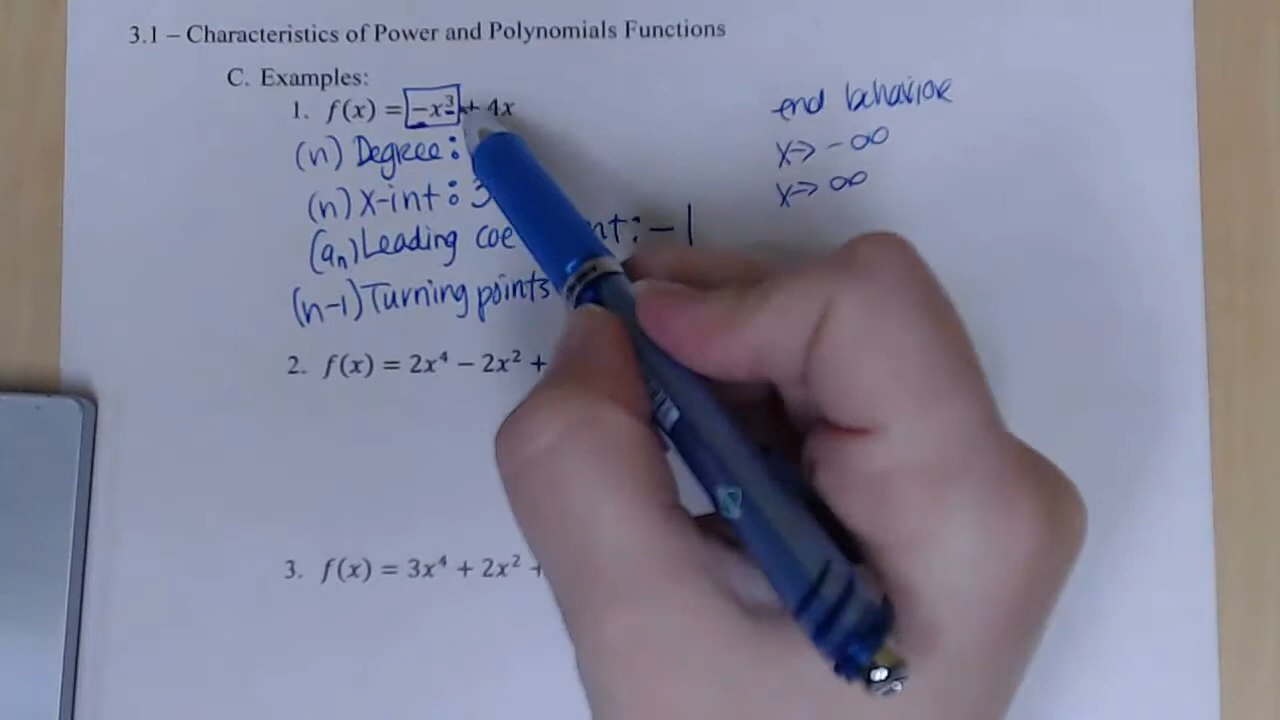 3.1 – Characteristics of Power and Polynomials Functions
C. Examples:
1. f(x) = -x³ + 4x
(n) Degree:
(n) x-int: 3
(aₙ) Leading coe nt: -1
(n-1) Turning points
end behavior
x→ -∞
x→ ∞
2. f(x) = 2x⁴ − 2x² +
3. f(x) = 3x⁴ + 2x² +